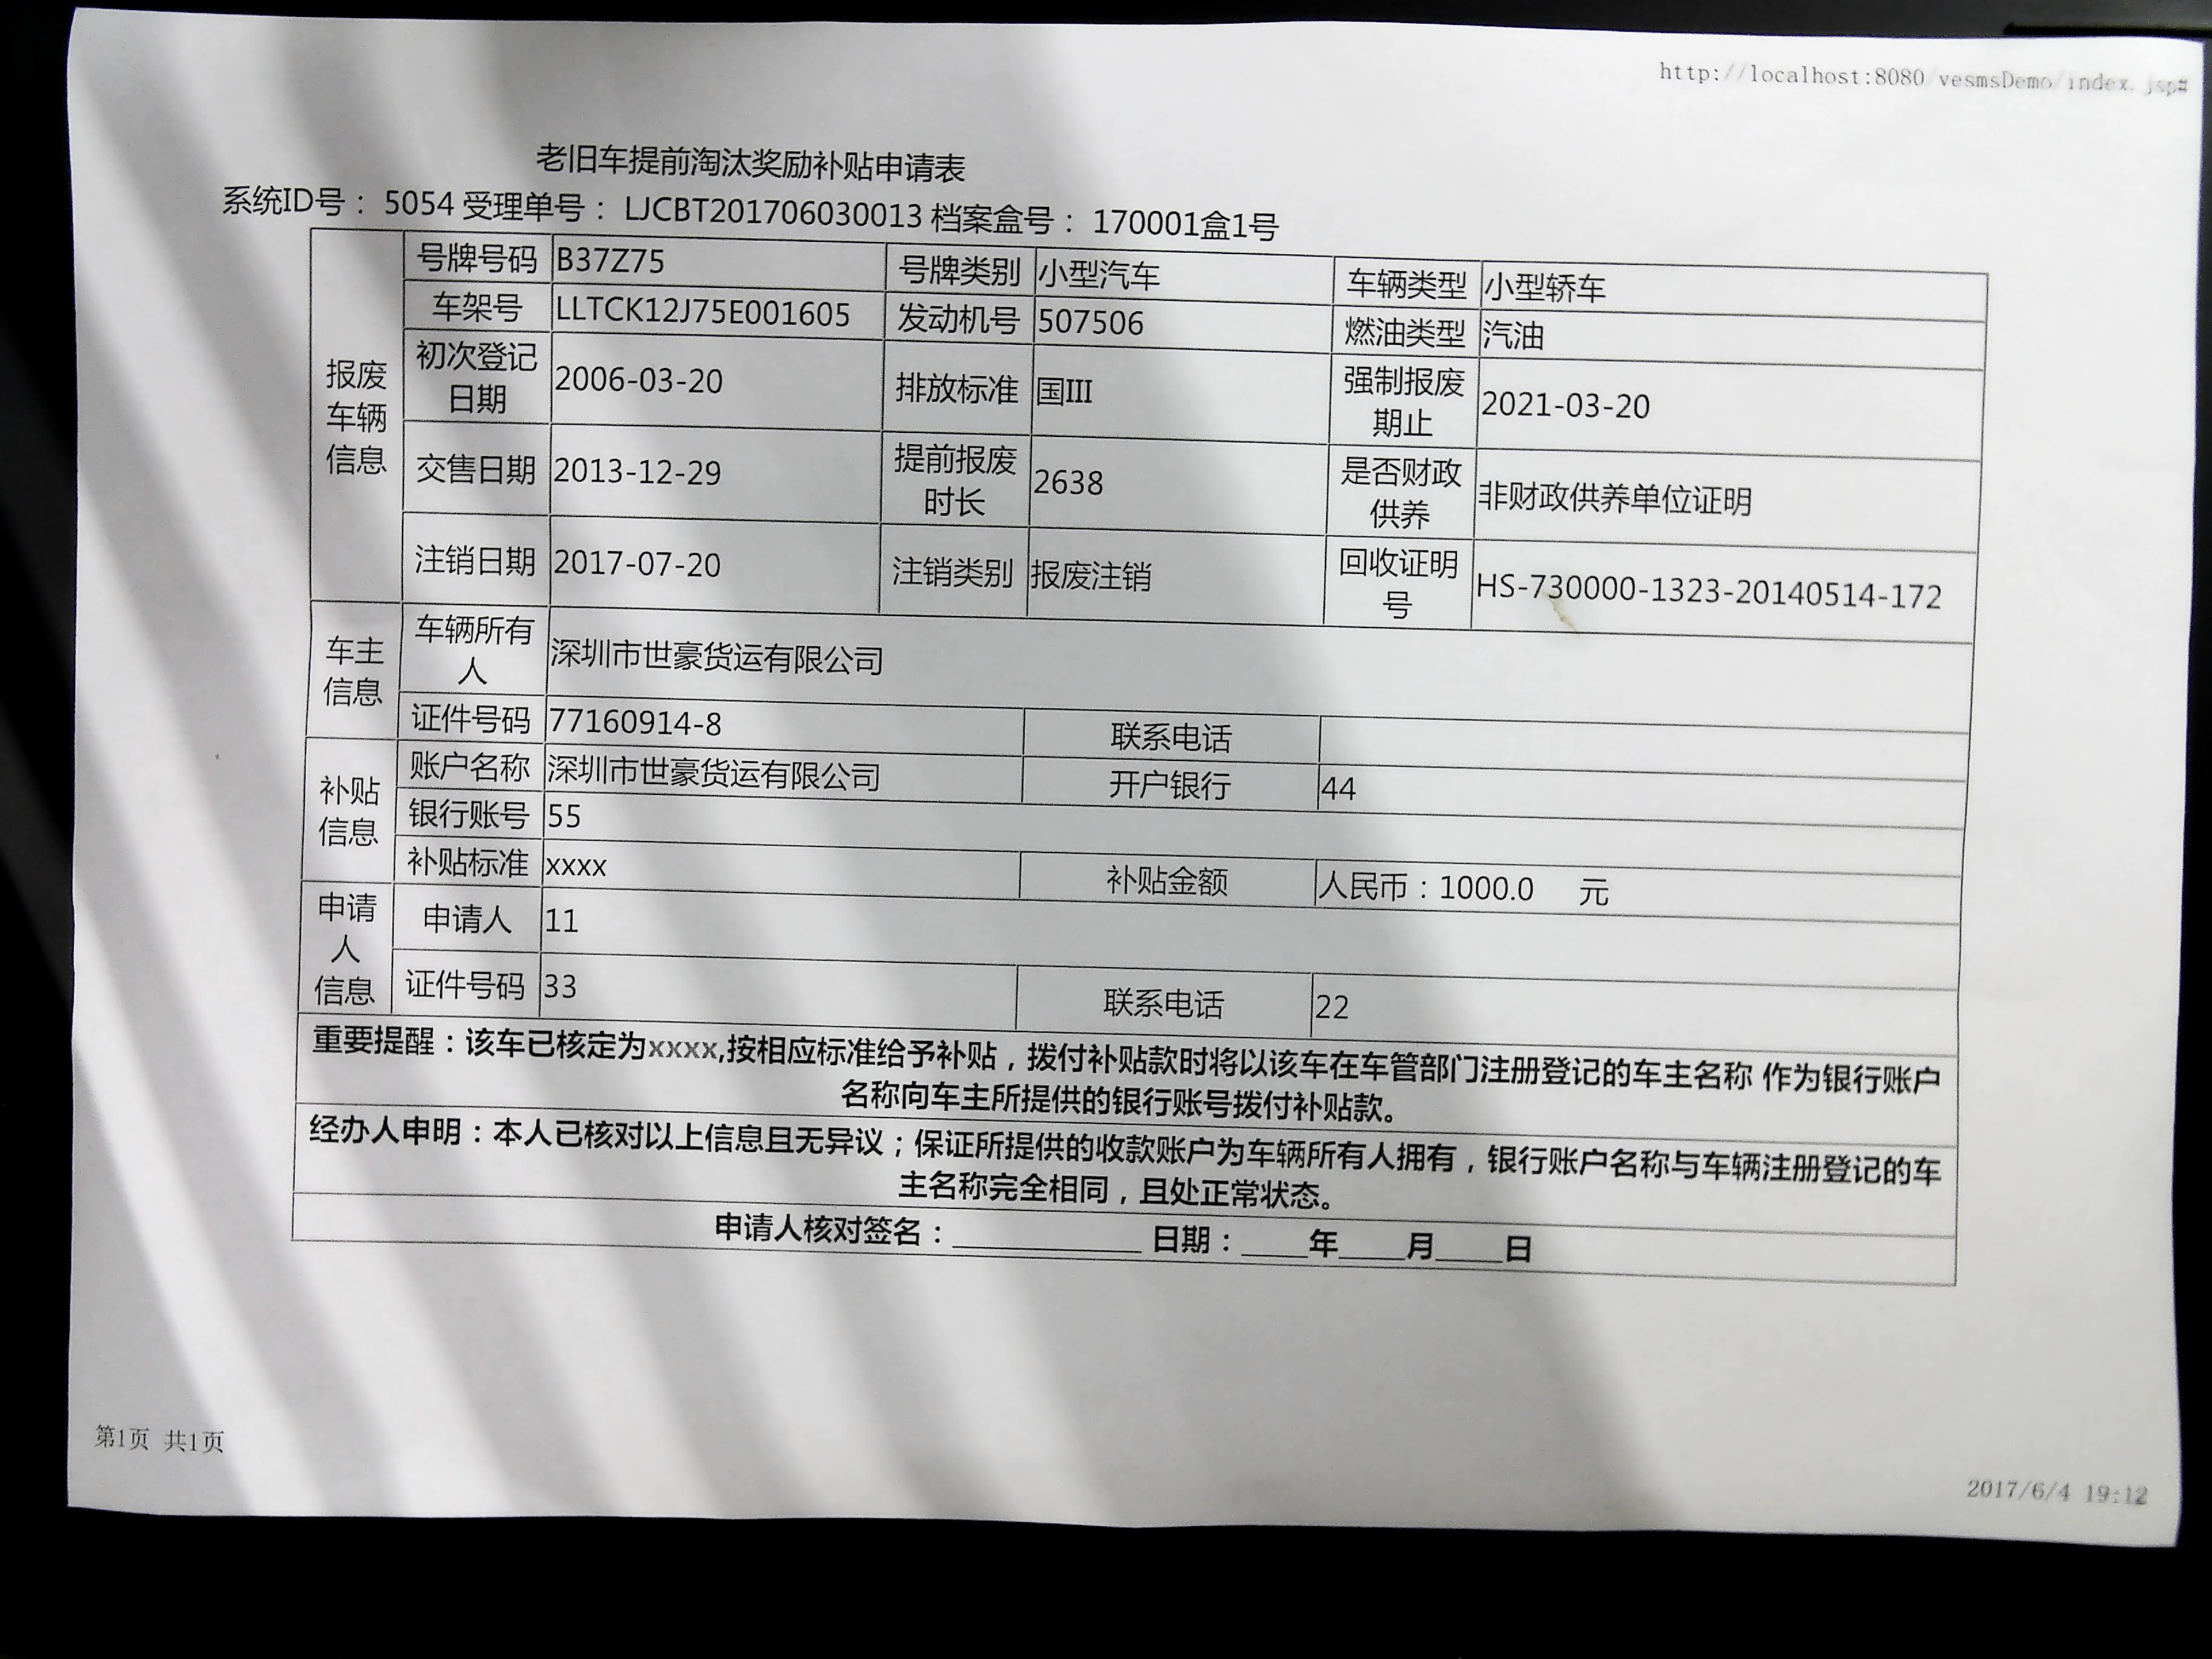 http://localhost:8080/vesmsDemo/index.jsp#
老旧车提前淘汰奖励补贴申请表
系统ID号： 5054 受理单号： LJCBT201706030013 档案盒号： 170001盒1号
报废车辆信息
号牌号码 B37Z75 号牌类别 小型汽车 车辆类型 小型轿车
车架号 LLTCK12J75E001605 发动机号 507506 燃油类型 汽油
初次登记日期 2006-03-20 排放标准 国III 强制报废期止 2021-03-20
交售日期 2013-12-29 提前报废时长 2638 是否财政供养 非财政供养单位证明
注销日期 2017-07-20 注销类别 报废注销 回收证明号 HS-730000-1323-20140514-172
车主信息
车辆所有人 深圳市世豪货运有限公司
证件号码 77160914-8 联系电话
补贴信息
账户名称 深圳市世豪货运有限公司 开户银行 44
银行账号 55
补贴标准 xxxx 补贴金额 人民币：1000.0 元
申请人信息
申请人 11
证件号码 33 联系电话 22
重要提醒：该车已核定为xxxx,按相应标准给予补贴，拨付补贴款时将以该车在车管部门注册登记的车主名称 作为银行账户
名称向车主所提供的银行账号拨付补贴款。
经办人申明：本人已核对以上信息且无异议；保证所提供的收款账户为车辆所有人拥有，银行账户名称与车辆注册登记的车
主名称完全相同，且处正常状态。
申请人核对签名：___________ 日期：____年____月____日
第1页 共1页
2017/6/4 19:12